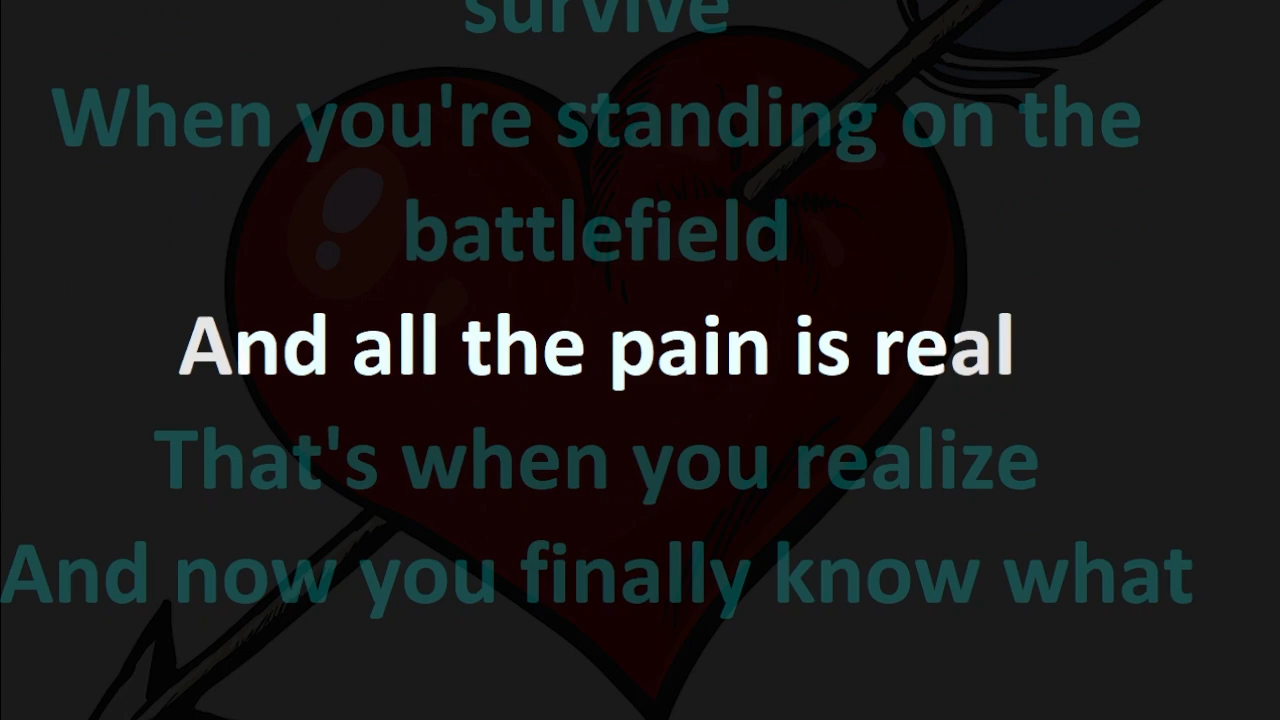 survive
When you're standing on the
battlefield
And all the pain is real
That's when you realize
And now you finally know what